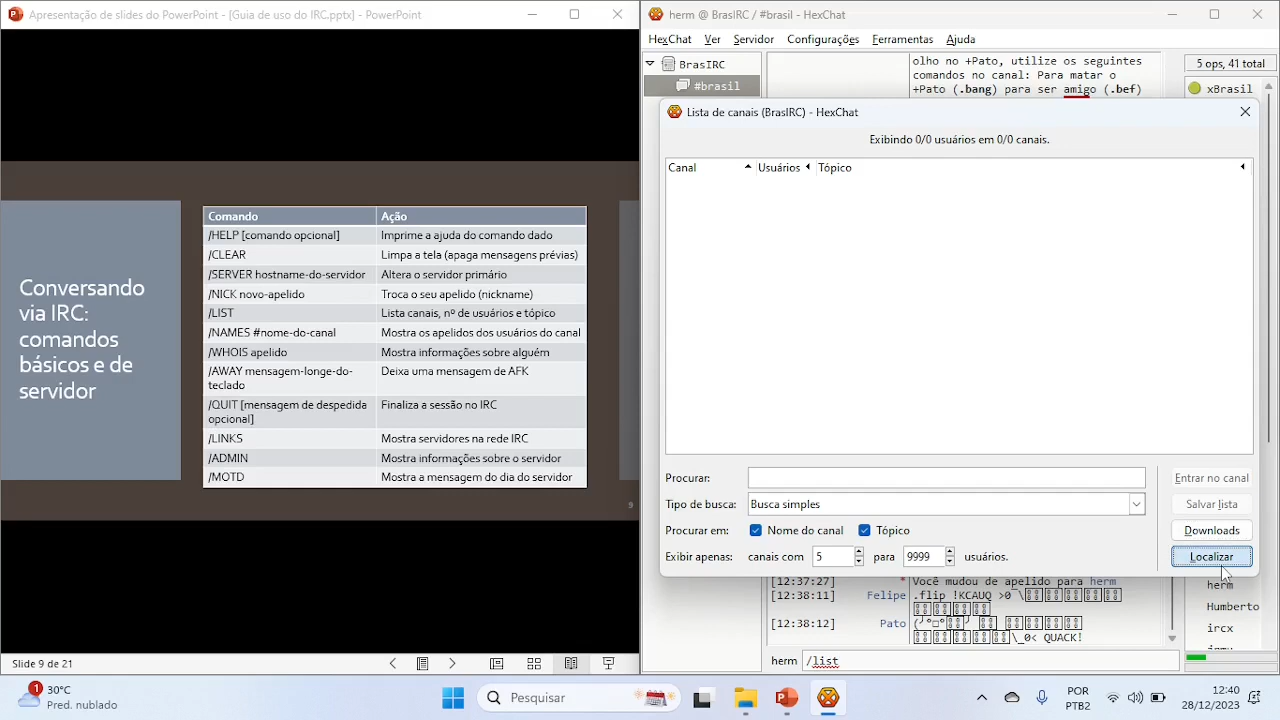 Apresentação de slides do PowerPoint - [Guia de uso do IRC.pptx] - PowerPoint
Conversando
via IRC:
comandos
básicos e de
servidor
Comando Ação
/HELP [comando opcional] Imprime a ajuda do comando dado
/CLEAR Limpa a tela (apaga mensagens prévias)
/SERVER hostname-do-servidor Altera o servidor primário
/NICK novo-apelido Troca o seu apelido (nickname)
/LIST Lista canais, nº de usuários e tópico
/NAMES #nome-do-canal Mostra os apelidos dos usuários do canal
/WHOIS apelido Mostra informações sobre alguém
/AWAY mensagem-longe-do- Deixa uma mensagem de AFK
teclado
/QUIT [mensagem de despedida Finaliza a sessão no IRC
opcional]
/LINKS Mostra servidores na rede IRC
/ADMIN Mostra informações sobre o servidor
/MOTD Mostra a mensagem do dia do servidor
9
Slide 9 de 21
herm @ BrasIRC / #brasil - HexChat
HexChat Ver Servidor Configurações Ferramentas Ajuda
BrasIRC
#brasil
olho no +Pato, utilize os seguintes
comandos no canal: Para matar o
+Pato (.bang) para ser amigo (.bef)
5 ops, 41 total
xBrasil
Lista de canais (BrasIRC) - HexChat
Exibindo 0/0 usuários em 0/0 canais.
Canal Usuários Tópico
Procurar: Entrar no canal
Tipo de busca: Busca simples Salvar lista
Procurar em: Nome do canal Tópico Downloads
Exibir apenas: canais com 5 para 9999 usuários. Localizar
[12:37:27] * Você mudou de apelido para herm
[12:38:11] Felipe .flip !KCAUQ >0 \
[12:38:12] Pato
\_0< QUACK!
herm
Humberto
ircx
herm /list
1 30°C
Pred. nublado
Pesquisar
POR
PTB2
12:40
28/12/2023